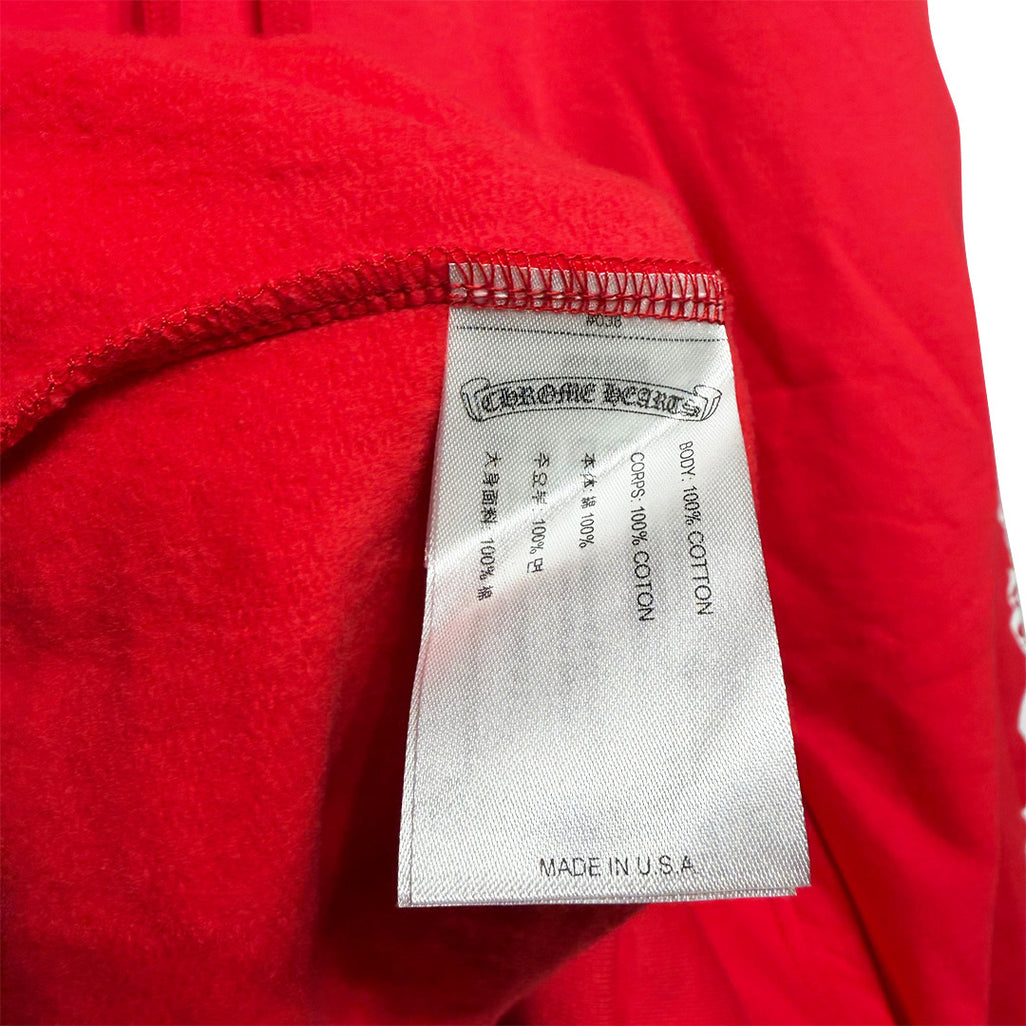 CHROME HEARTS
BODY: 100% COTTON
CORPS: 100% COTON
本体: 綿 100%
주요부: 100% 면
大身面料 100% 棉
MADE IN U.S.A.